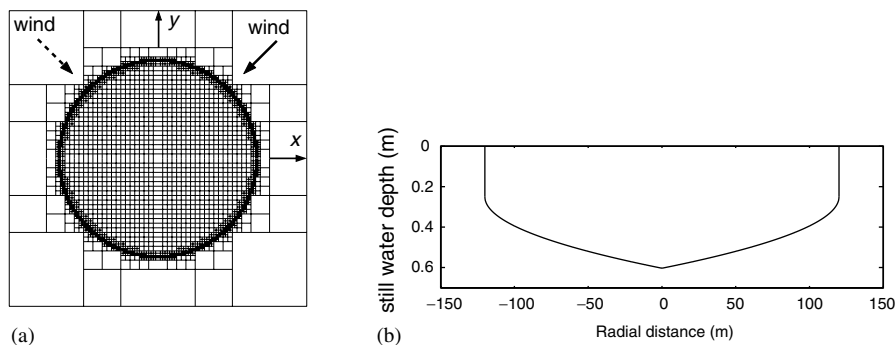 wind
y
wind
x
(a)
still water depth (m)
0
0.2
0.4
0.6
−150 −100 −50 0 50 100 150
Radial distance (m)
(b)